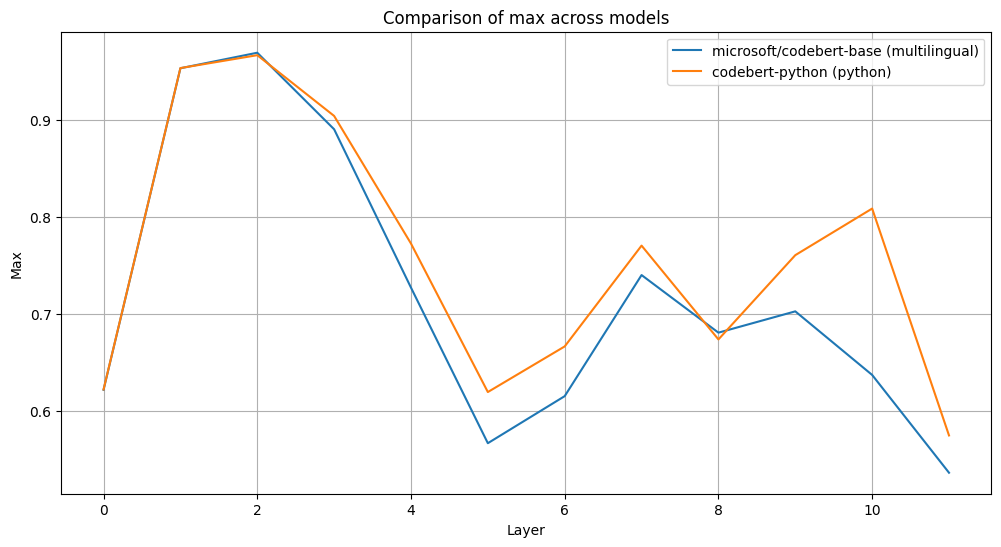 Comparison of max across models
microsoft/codebert-base (multilingual)
codebert-python (python)
Max
0.9
0.8
0.7
0.6
0 2 4 6 8 10
Layer